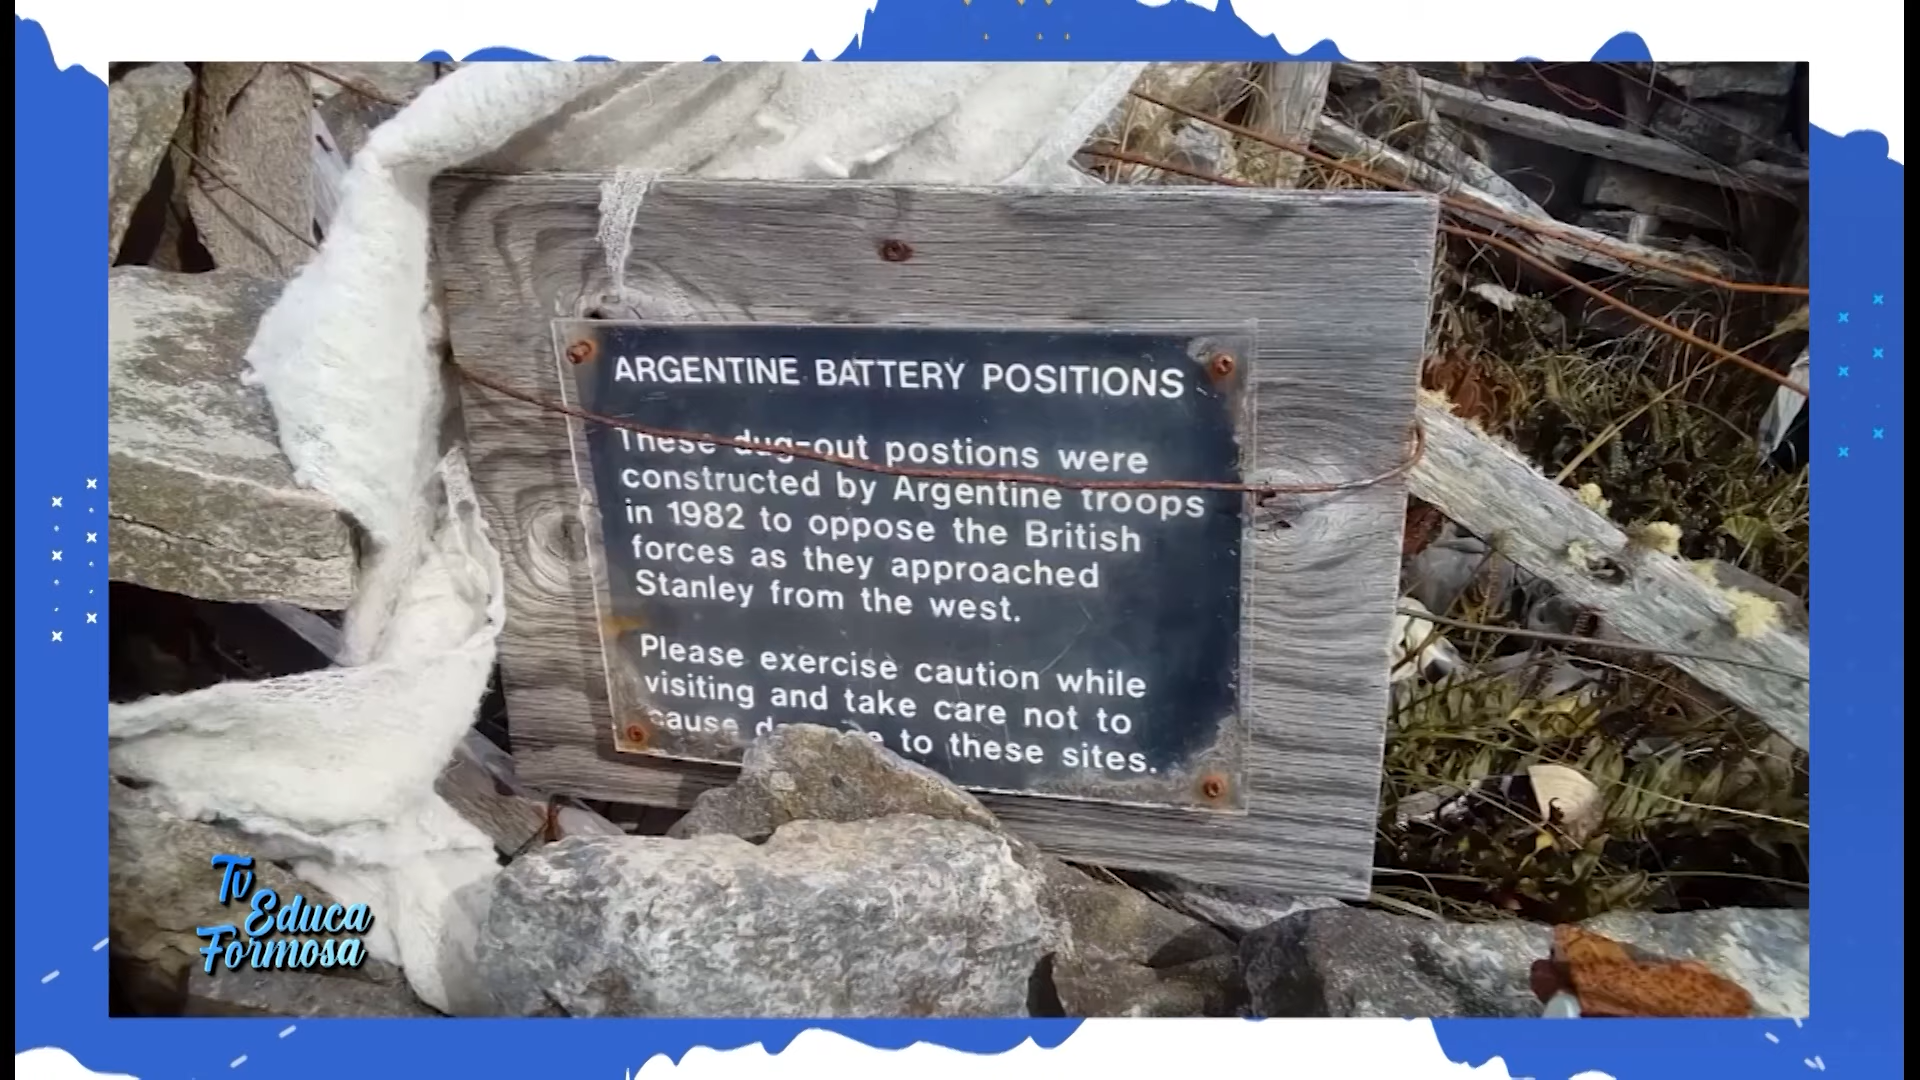 ARGENTINE BATTERY POSITIONS
These dug-out postions were
constructed by Argentine troops
in 1982 to oppose the British
forces as they approached
Stanley from the west.
Please exercise caution while
visiting and take care not to
cause to these sites.
Tv
Educa
Formosa